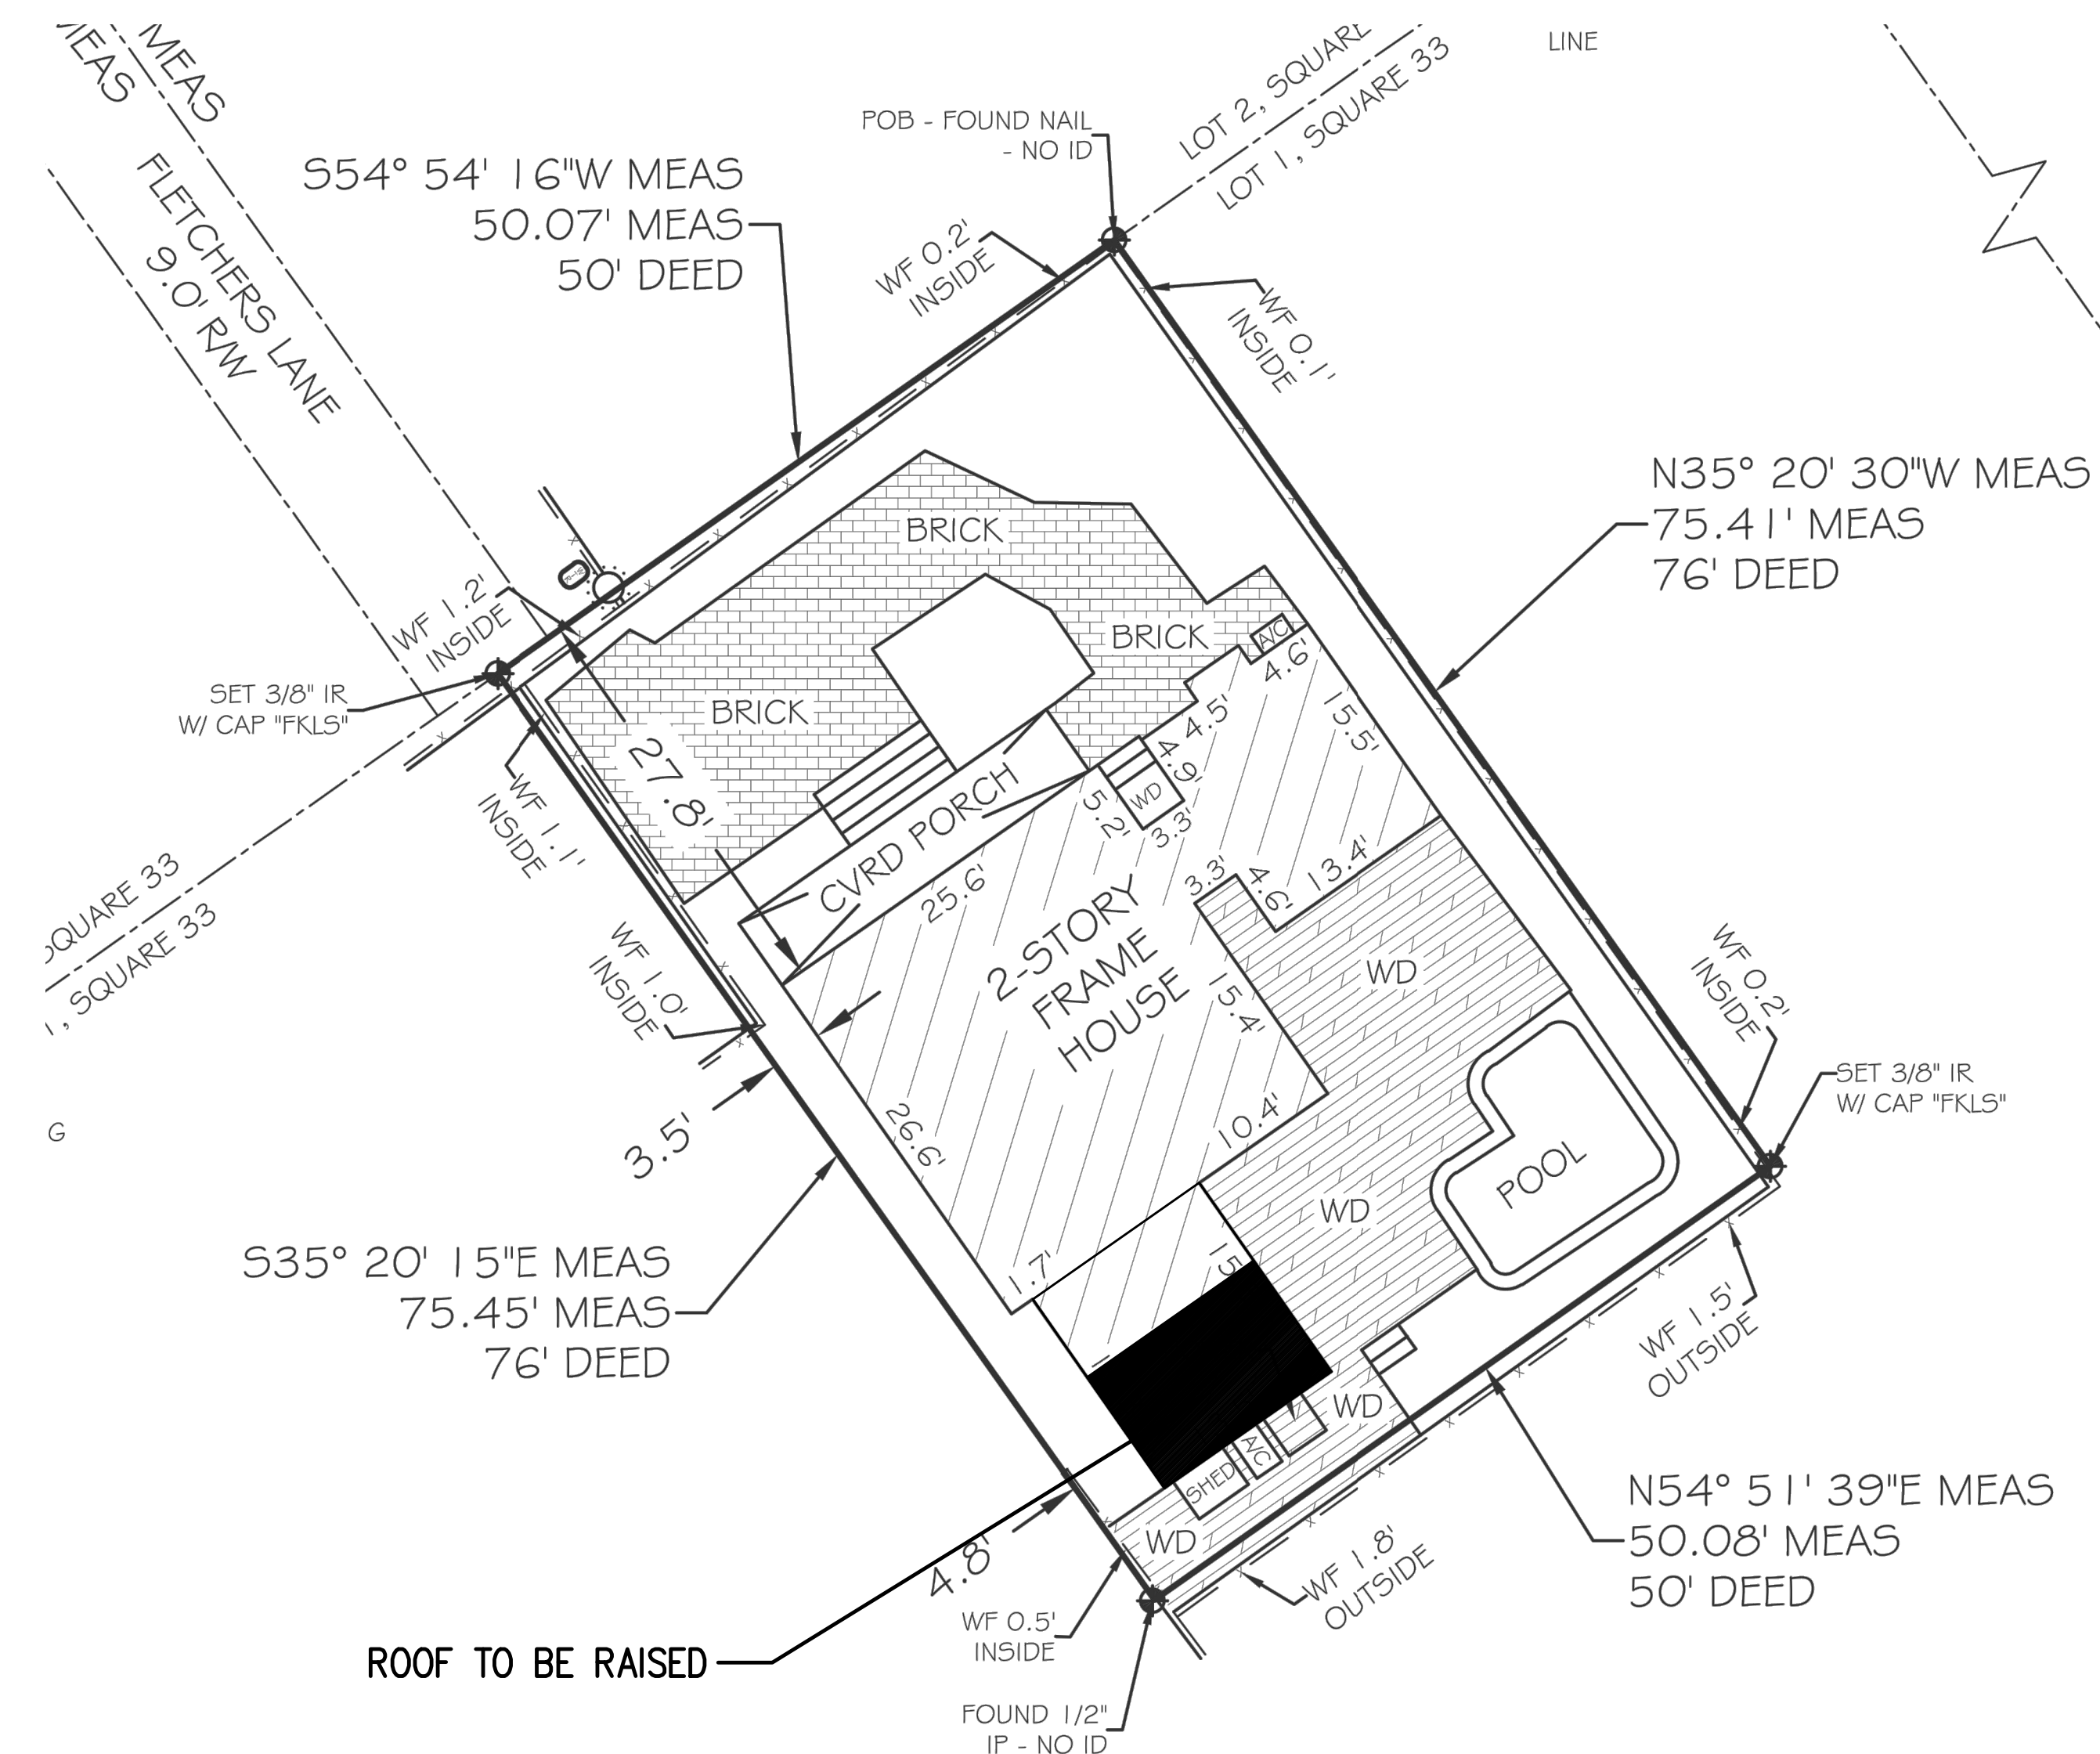 MEAS
MEAS
LINE
LOT 2, SQUARE
LOT 1, SQUARE 33
POB - FOUND NAIL
- NO ID
FLETCHERS LANE
9.0' R/W
S54° 54' 16"W MEAS
50.07' MEAS
50' DEED
WF 0.2'
INSIDE
WF 0.1'
INSIDE
N35° 20' 30"W MEAS
75.41' MEAS
76' DEED
BRICK
WF 1.2'
INSIDE
BRICK
A/C
4.6'
SET 3/8" IR
W/ CAP "FKLS"
BRICK
27.8'
4.5'
15.5'
4.9'
WD
5.2'
3.3'
CVRD PORCH
25.6'
WF 1.1'
INSIDE
3.3'
4.6'
13.4'
SQUARE 33
1, SQUARE 33
WF 1.0'
INSIDE
2-STORY
FRAME
HOUSE
15.4'
WD
WF 0.2'
INSIDE
SET 3/8" IR
W/ CAP "FKLS"
G
3.5'
26.6'
10.4'
POOL
WD
S35° 20' 15"E MEAS
75.45' MEAS
76' DEED
1.7'
15
WF 1.5'
OUTSIDE
WD
A/C
SHED
WD
N54° 51' 39"E MEAS
50.08' MEAS
50' DEED
4.8'
WF 1.8'
OUTSIDE
WF 0.5'
INSIDE
ROOF TO BE RAISED
FOUND 1/2"
IP - NO ID